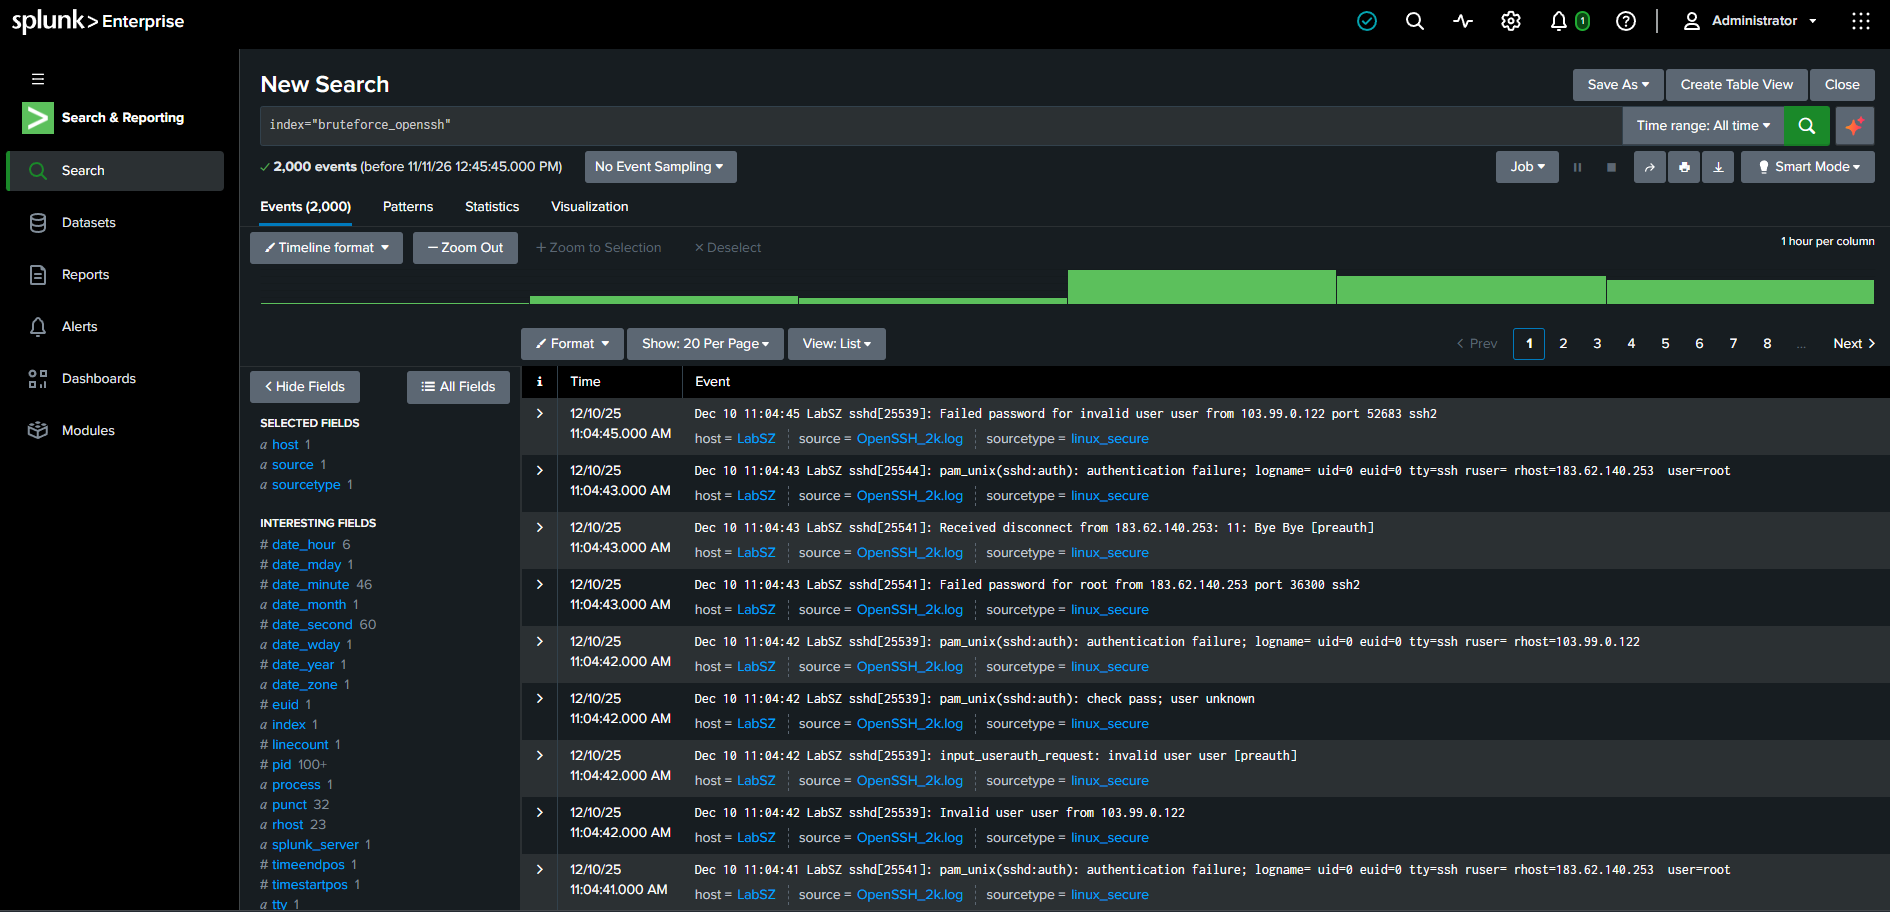 splunk> Enterprise
1
Administrator
Search & Reporting
Search
Datasets
Reports
Alerts
Dashboards
Modules
New Search
Save As
Create Table View
Close
index="bruteforce_openssh"
Time range: All time
2,000 events (before 11/11/26 12:45:45.000 PM)
No Event Sampling
Job
Smart Mode
Events (2,000)
Patterns
Statistics
Visualization
Timeline format
— Zoom Out
+ Zoom to Selection
× Deselect
1 hour per column
Format
Show: 20 Per Page
View: List
< Prev
1
2
3
4
5
6
7
8
...
Next >
< Hide Fields
All Fields
SELECTED FIELDS
a host 1
a source 1
a sourcetype 1
INTERESTING FIELDS
# date_hour 6
# date_mday 1
# date_minute 46
a date_month 1
# date_second 60
a date_wday 1
# date_year 1
a date_zone 1
# euid 1
a index 1
# linecount 1
# pid 100+
a process 1
a punct 32
a rhost 23
a splunk_server 1
# timeendpos 1
# timestartpos 1
a tty 1
i
Time
Event
12/10/25
11:04:45.000 AM
Dec 10 11:04:45 LabSZ sshd[25539]: Failed password for invalid user user from 103.99.0.122 port 52683 ssh2
host = LabSZ source = OpenSSH_2k.log sourcetype = linux_secure
12/10/25
11:04:43.000 AM
Dec 10 11:04:43 LabSZ sshd[25544]: pam_unix(sshd:auth): authentication failure; logname= uid=0 euid=0 tty=ssh ruser= rhost=183.62.140.253  user=root
host = LabSZ source = OpenSSH_2k.log sourcetype = linux_secure
12/10/25
11:04:43.000 AM
Dec 10 11:04:43 LabSZ sshd[25541]: Received disconnect from 183.62.140.253: 11: Bye Bye [preauth]
host = LabSZ source = OpenSSH_2k.log sourcetype = linux_secure
12/10/25
11:04:43.000 AM
Dec 10 11:04:43 LabSZ sshd[25541]: Failed password for root from 183.62.140.253 port 36300 ssh2
host = LabSZ source = OpenSSH_2k.log sourcetype = linux_secure
12/10/25
11:04:42.000 AM
Dec 10 11:04:42 LabSZ sshd[25539]: pam_unix(sshd:auth): authentication failure; logname= uid=0 euid=0 tty=ssh ruser= rhost=103.99.0.122
host = LabSZ source = OpenSSH_2k.log sourcetype = linux_secure
12/10/25
11:04:42.000 AM
Dec 10 11:04:42 LabSZ sshd[25539]: pam_unix(sshd:auth): check pass; user unknown
host = LabSZ source = OpenSSH_2k.log sourcetype = linux_secure
12/10/25
11:04:42.000 AM
Dec 10 11:04:42 LabSZ sshd[25539]: input_userauth_request: invalid user user [preauth]
host = LabSZ source = OpenSSH_2k.log sourcetype = linux_secure
12/10/25
11:04:42.000 AM
Dec 10 11:04:42 LabSZ sshd[25539]: Invalid user user from 103.99.0.122
host = LabSZ source = OpenSSH_2k.log sourcetype = linux_secure
12/10/25
11:04:41.000 AM
Dec 10 11:04:41 LabSZ sshd[25541]: pam_unix(sshd:auth): authentication failure; logname= uid=0 euid=0 tty=ssh ruser= rhost=183.62.140.253  user=root
host = LabSZ source = OpenSSH_2k.log sourcetype = linux_secure